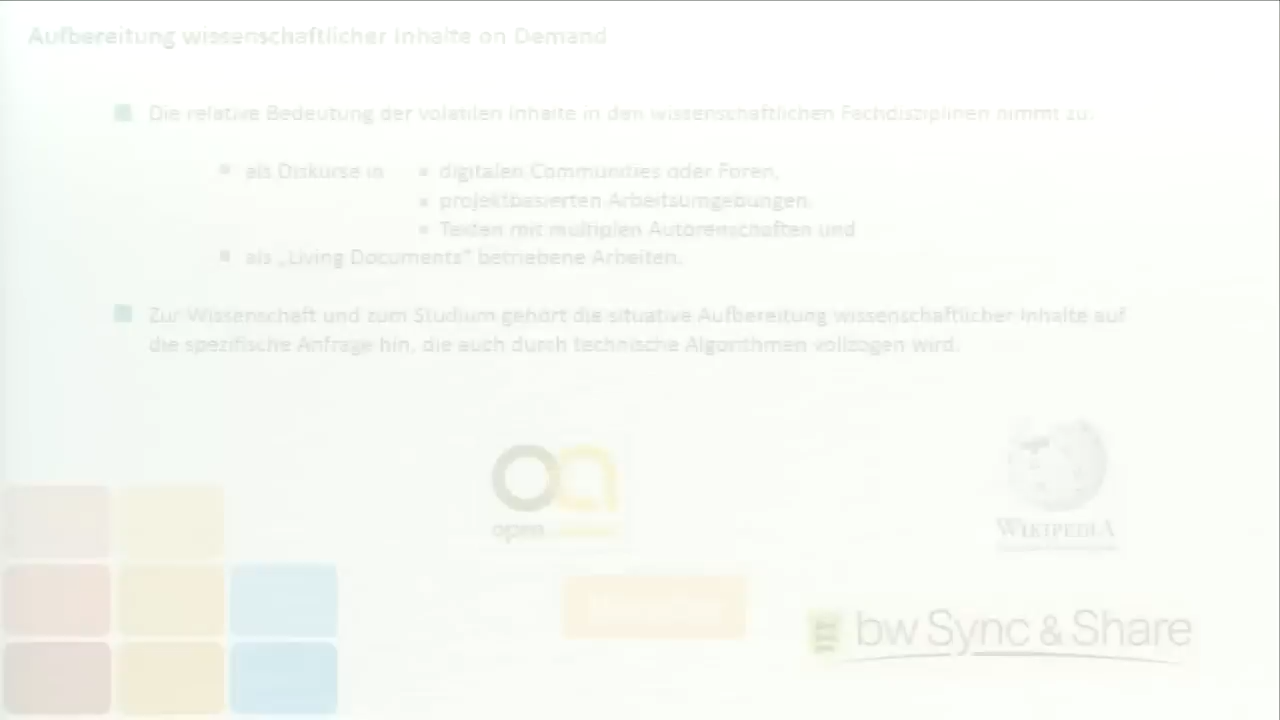 Aufbereitung wissenschaftlicher Inhalte on Demand
Die relative Bedeutung der volatilen Inhalte in den wissenschaftlichen Fachdisziplinen nimmt zu:
als Diskurse in
digitalen Communities oder Foren,
projektbasierten Arbeitsumgebungen,
Texten mit multiplen Autorenschaften und
als „Living Documents" betriebene Arbeiten.
Zur Wissenschaft und zum Studium gehört die situative Aufbereitung wissenschaftlicher Inhalte auf
die spezifische Anfrage hin, die auch durch technische Algorithmen vollzogen wird.
oa
open
WIKIPEDIA
bw Sync & Share